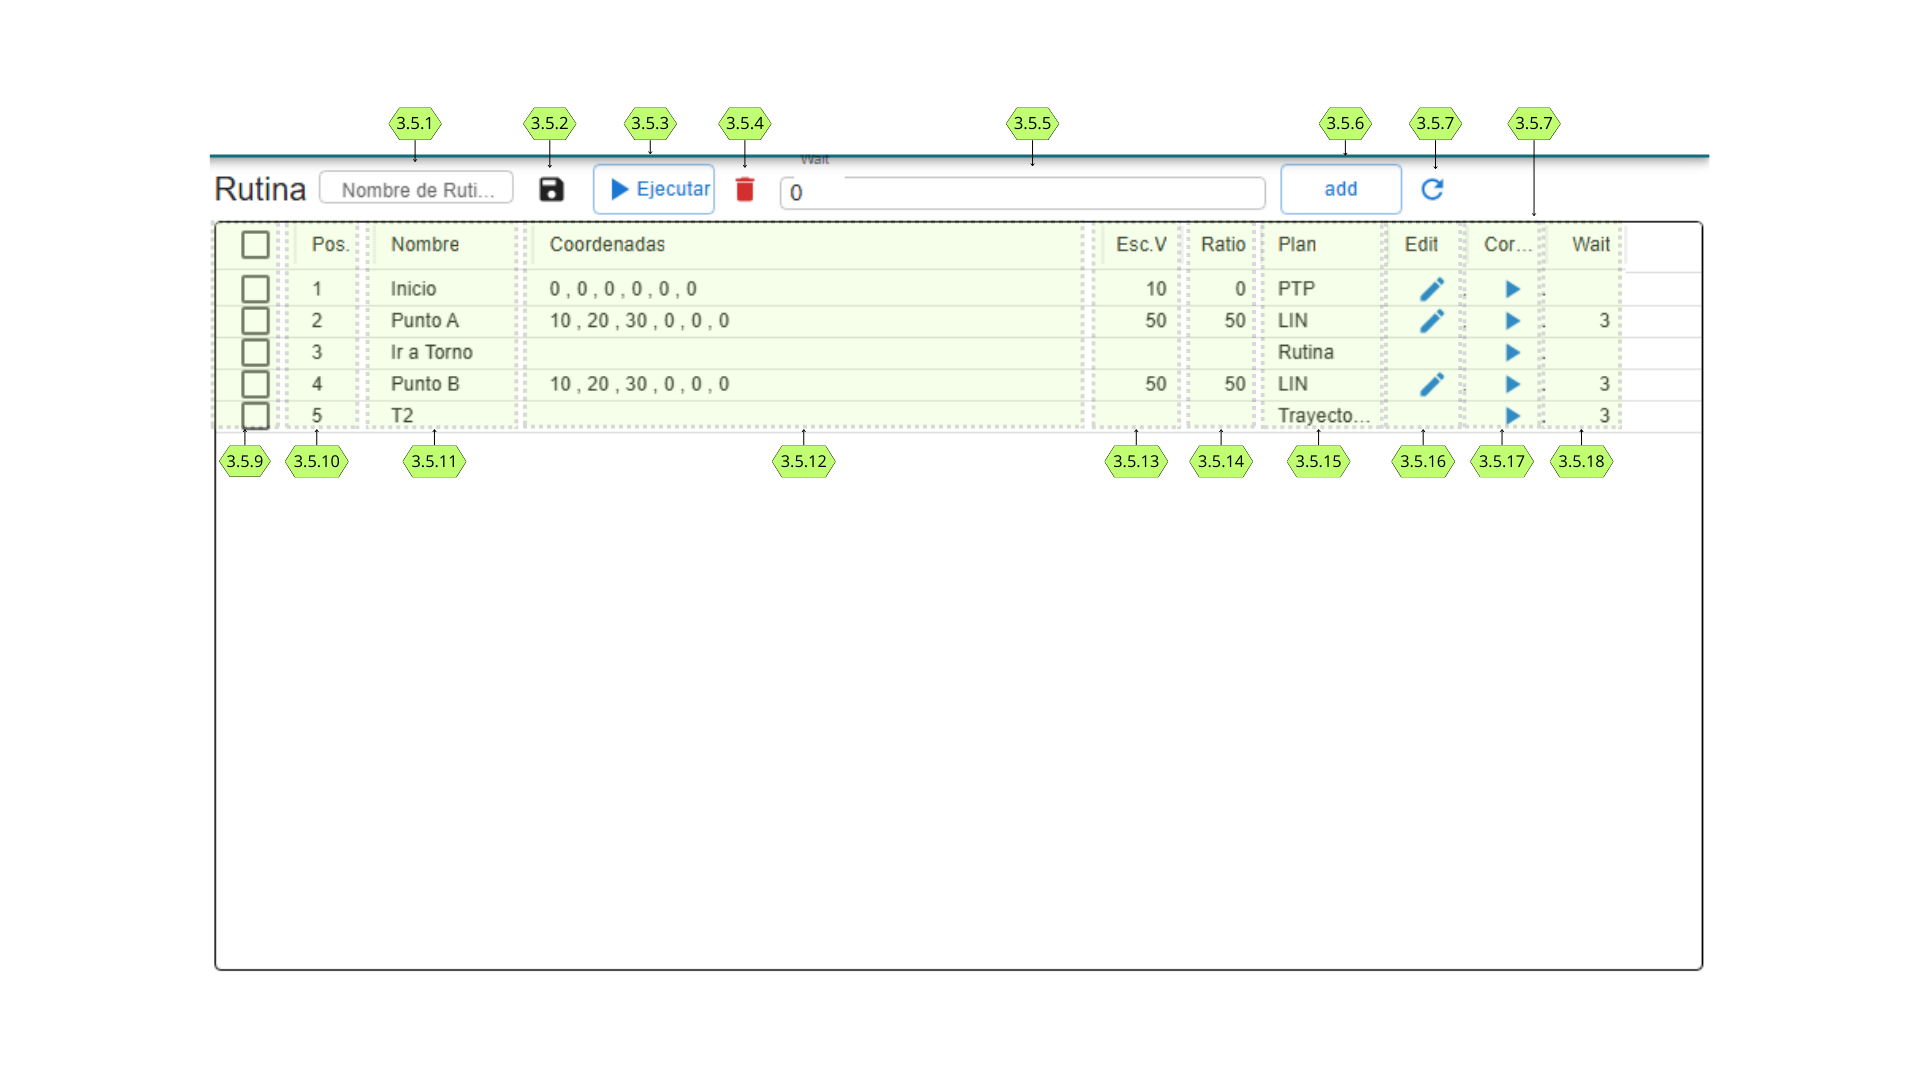 3.5.1 3.5.2 3.5.3 3.5.4 3.5.5 3.5.6 3.5.7 3.5.7
Wait
Rutina Nombre de Ruti... Ejecutar 0 add
Pos. Nombre Coordenadas Esc.V Ratio Plan Edit Cor... Wait
1 Inicio 0 , 0 , 0 , 0 , 0 , 0 10 0 PTP
2 Punto A 10 , 20 , 30 , 0 , 0 , 0 50 50 LIN 3
3 Ir a Torno Rutina
4 Punto B 10 , 20 , 30 , 0 , 0 , 0 50 50 LIN 3
5 T2 Trayecto... 3
3.5.9 3.5.10 3.5.11 3.5.12 3.5.13 3.5.14 3.5.15 3.5.16 3.5.17 3.5.18